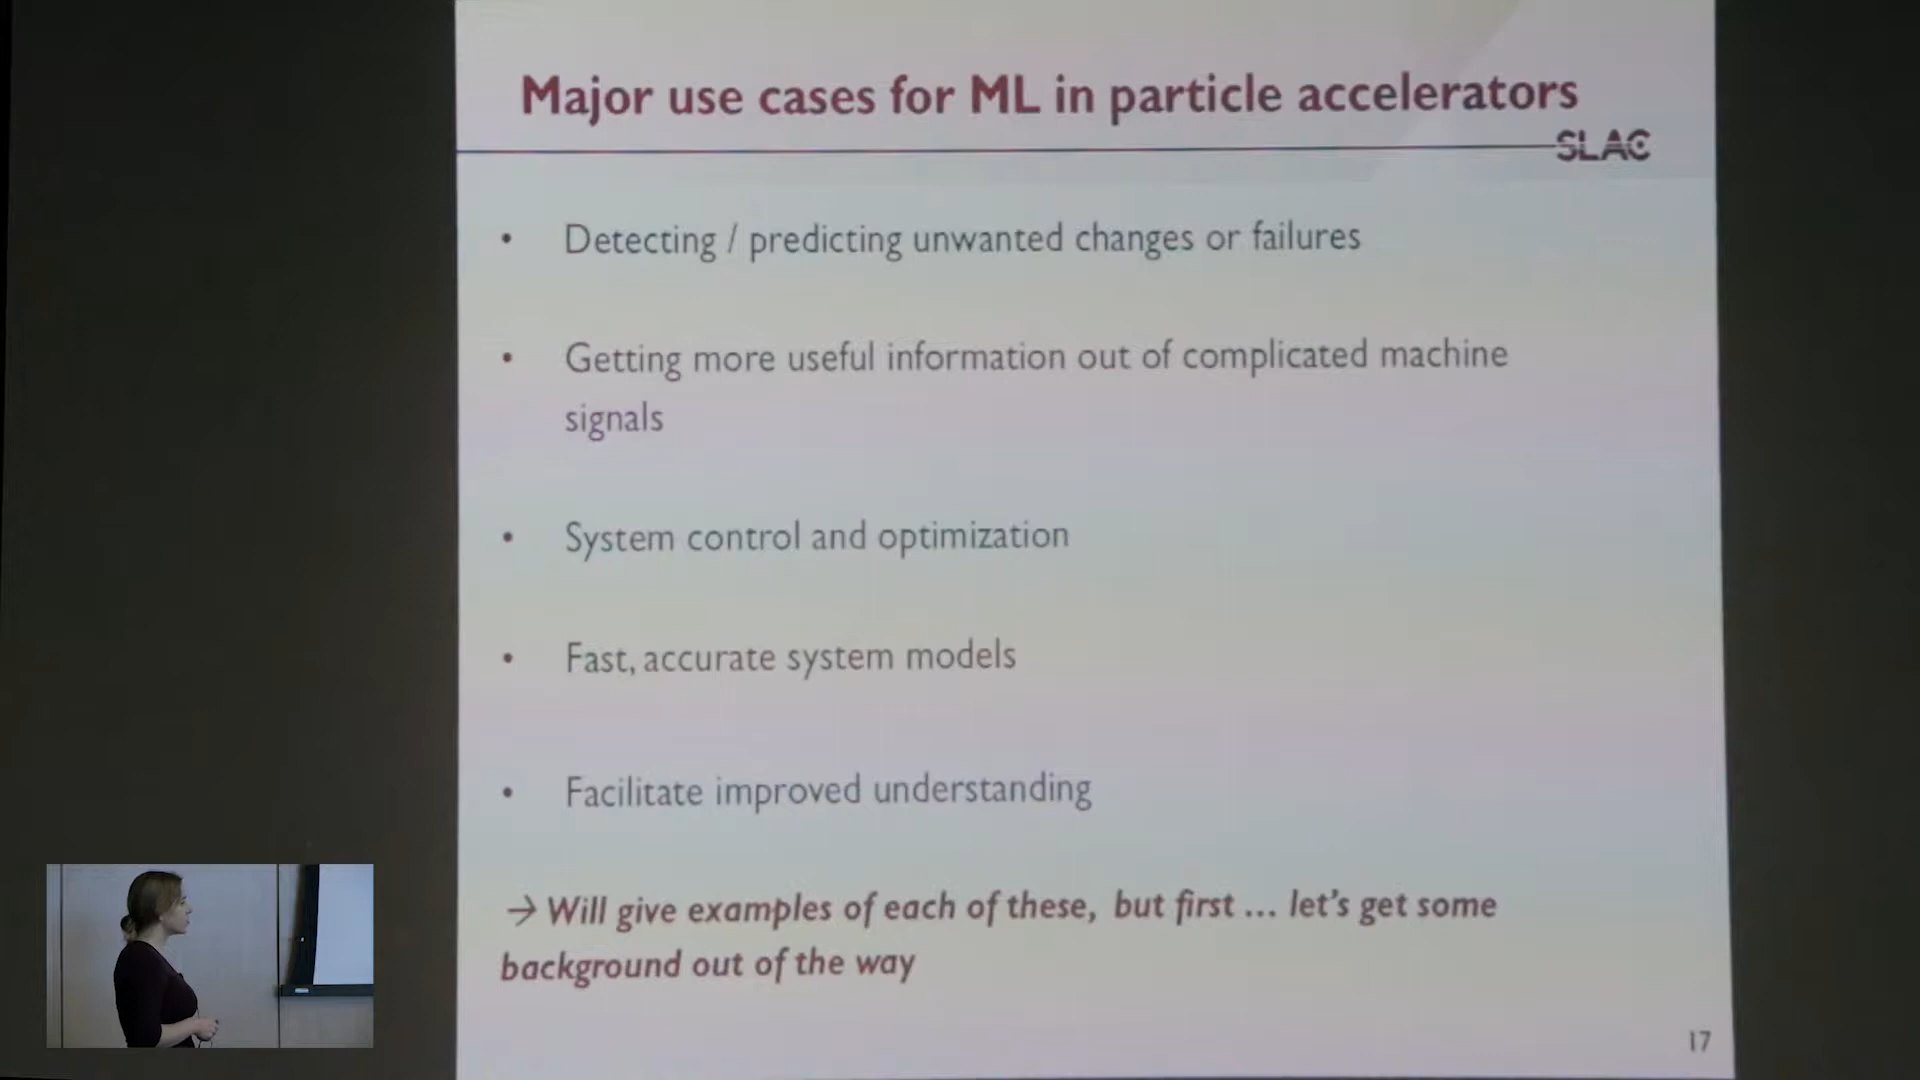 Major use cases for ML in particle accelerators
SLAC
• Detecting / predicting unwanted changes or failures
• Getting more useful information out of complicated machine
signals
• System control and optimization
• Fast, accurate system models
• Facilitate improved understanding
→ Will give examples of each of these, but first ... let's get some
background out of the way
17